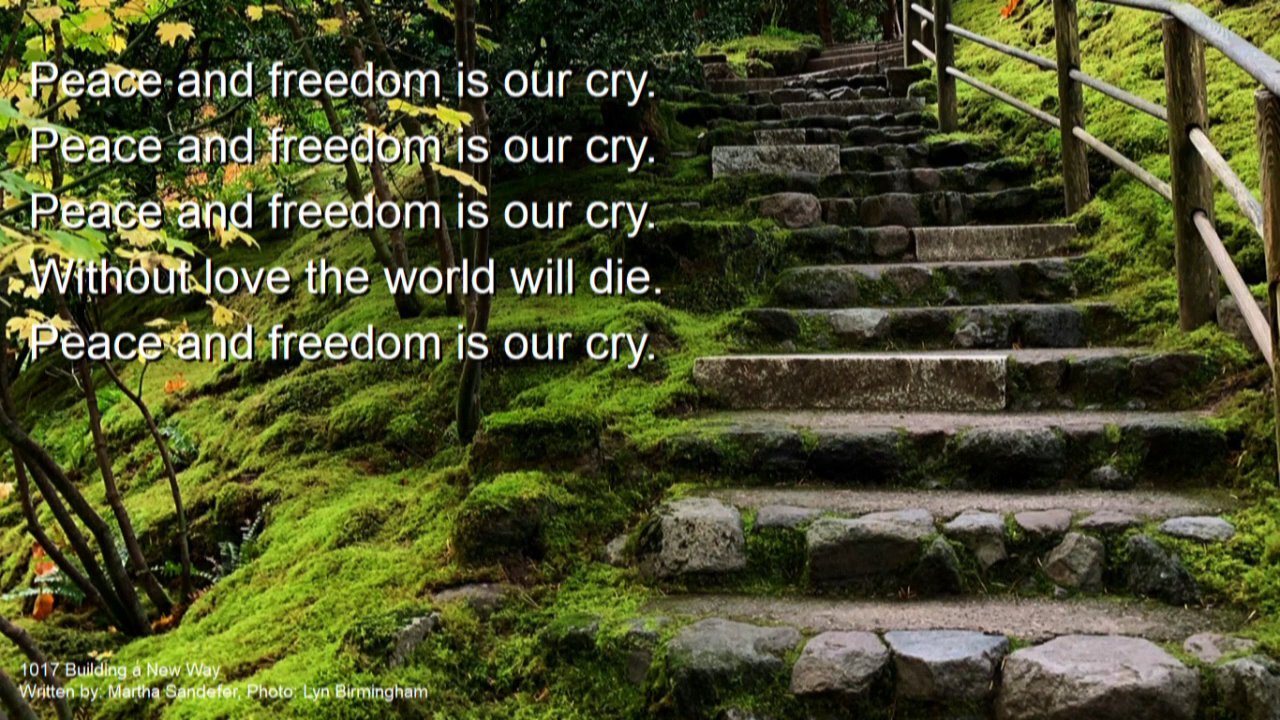 Peace and freedom is our cry.
Peace and freedom is our cry.
Peace and freedom is our cry.
Without love the world will die.
Peace and freedom is our cry.
1017 Building a New Way
Written by: Martha Sandefer, Photo: Lyn Birmingham